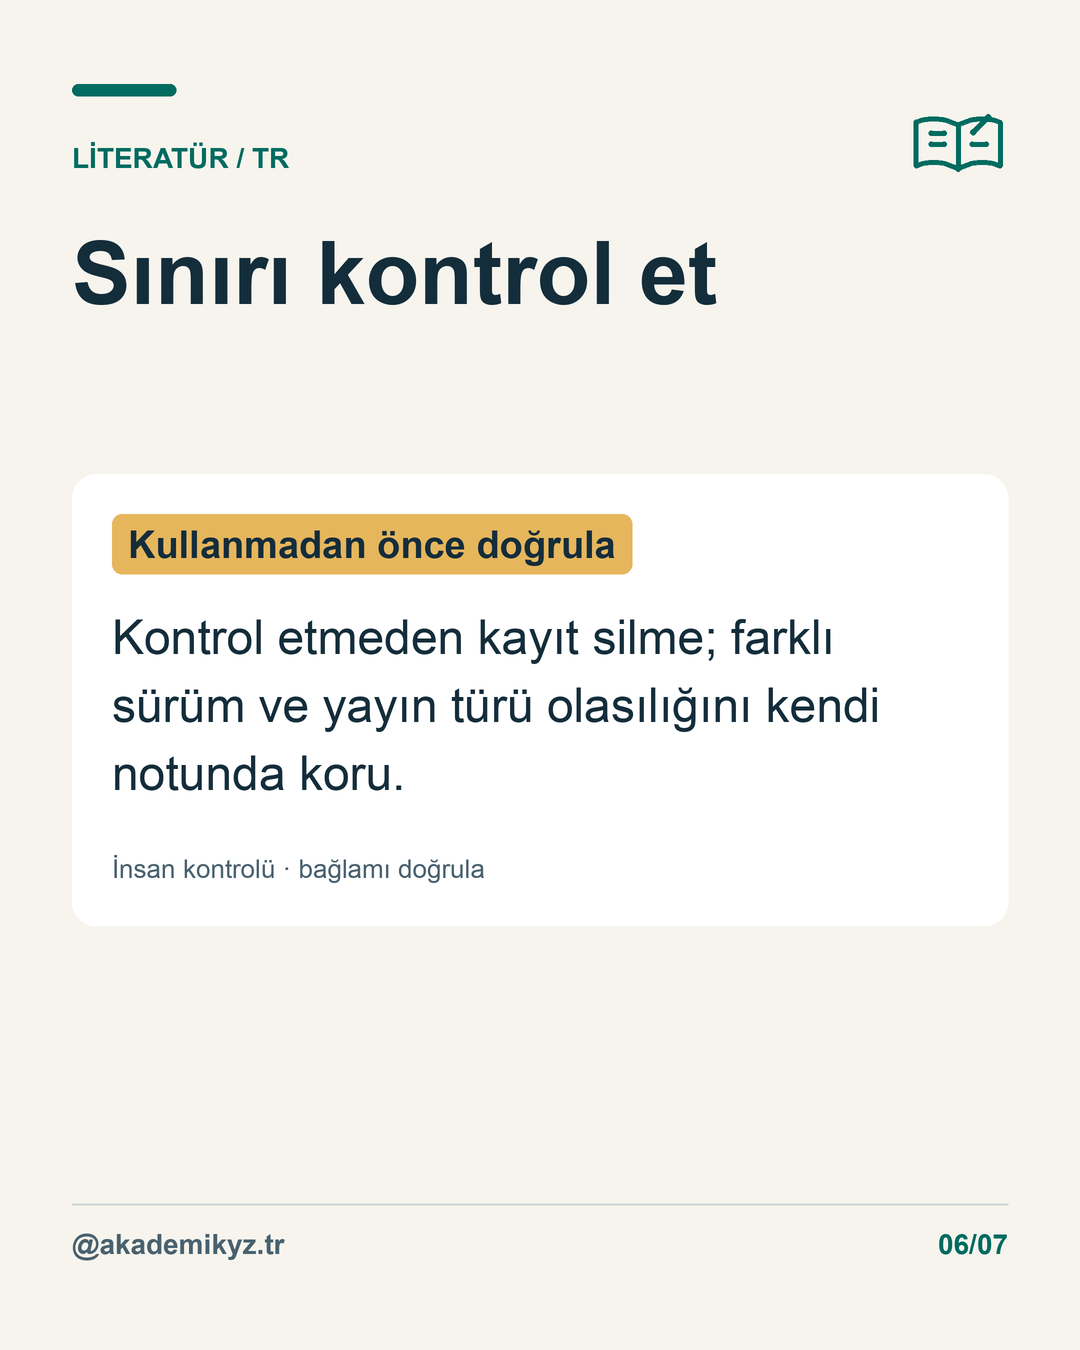 LİTERATÜR / TR
Sınırı kontrol et
Kullanmadan önce doğrula
Kontrol etmeden kayıt silme; farklı
sürüm ve yayın türü olasılığını kendi
notunda koru.
İnsan kontrolü · bağlamı doğrula
@akademikyz.tr
06/07